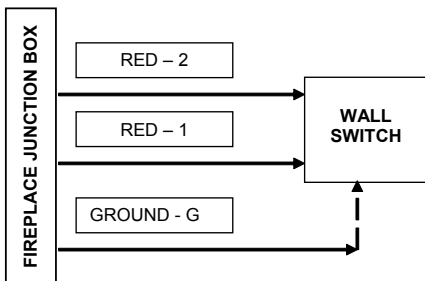 FIREPLACE JUNCTION BOX
RED – 2
RED – 1
GROUND - G
WALL
SWITCH